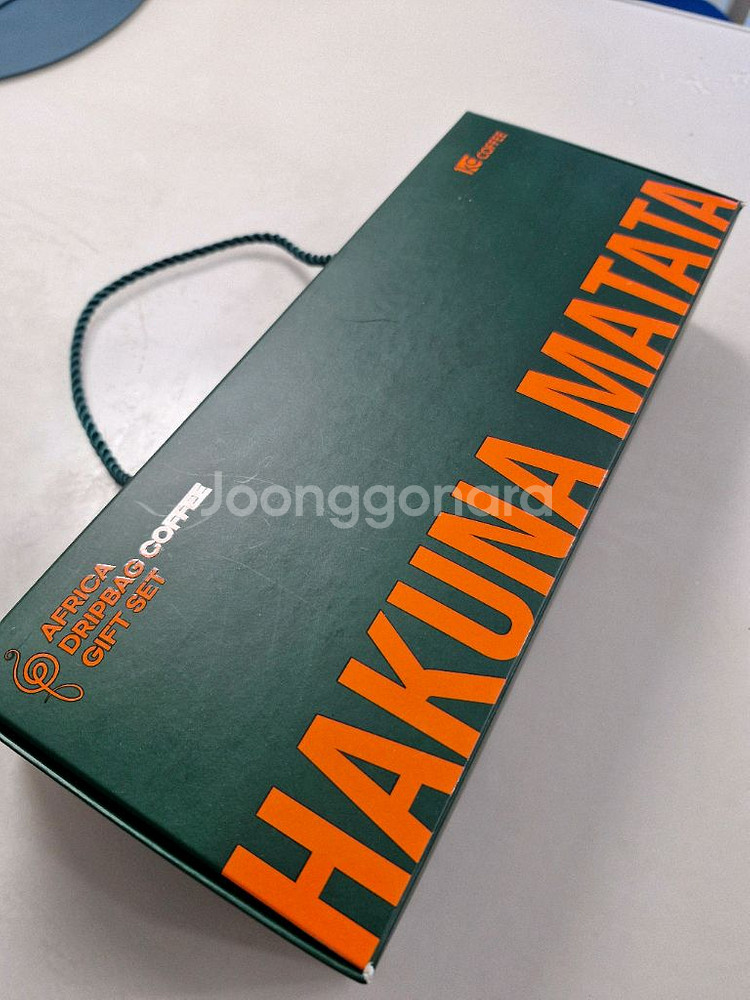 KC COFFEE
HAKUNA MATATA
Joonggonara
AFRICA
DRIPBAG COFFEE
GIFT SET